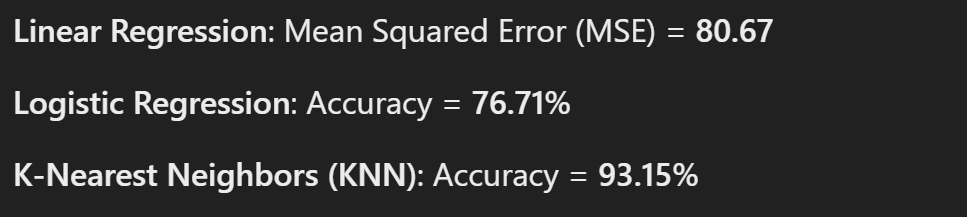 Linear Regression: Mean Squared Error (MSE) = 80.67
Logistic Regression: Accuracy = 76.71%
K-Nearest Neighbors (KNN): Accuracy = 93.15%